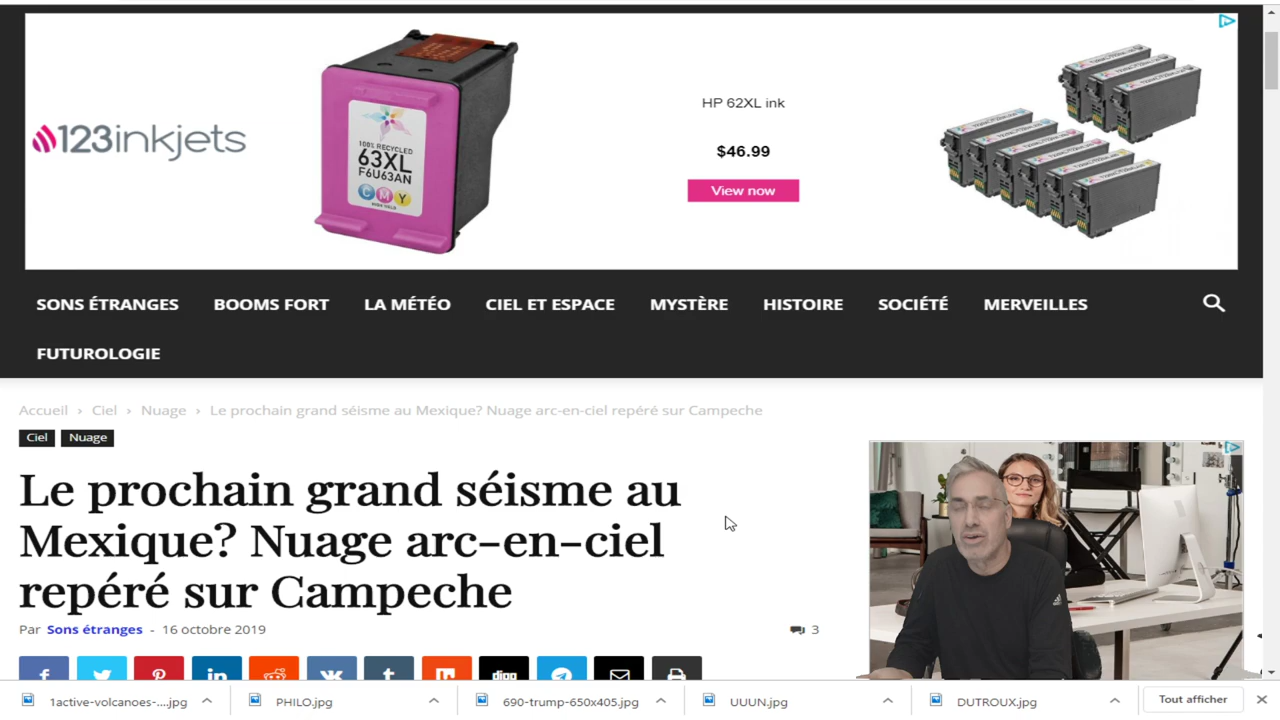 123inkjets
100% RECYCLED
63XL
F6U63AN
C M Y
HP 62XL ink
$46.99
View now
SONS ÉTRANGES BOOMS FORT LA MÉTÉO CIEL ET ESPACE MYSTÈRE HISTOIRE SOCIÉTÉ MERVEILLES
FUTUROLOGIE
Accueil › Ciel › Nuage › Le prochain grand séisme au Mexique? Nuage arc-en-ciel repéré sur Campeche
Ciel Nuage
Le prochain grand séisme au
Mexique? Nuage arc-en-ciel
repéré sur Campeche
Par Sons étranges - 16 octobre 2019
3
digg
1active-volcanoes-....jpg PHILO.jpg 690-trump-650x405.jpg UUUN.jpg DUTROUX.jpg Tout afficher